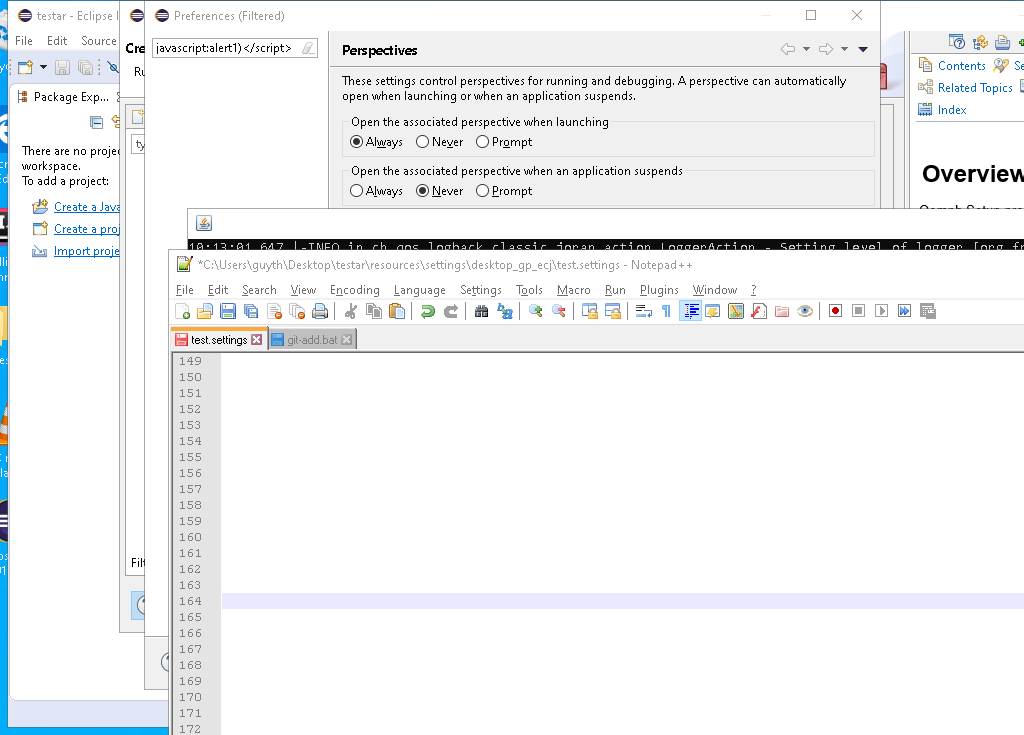 testar - Eclipse I
File Edit Source
Package Exp...
There are no projec
workspace.
To add a project:
Create a Java
Create a proj
Import proje
Cre
Ru
ty
Filt
Preferences (Filtered)
javascript:alert1)</script>
Perspectives
These settings control perspectives for running and debugging. A perspective can automatically
open when launching or when an application suspends.
Open the associated perspective when launching
Always Never Prompt
Open the associated perspective when an application suspends
Always Never Prompt
Contents Se
Related Topics
Index
Overview
10:13:01,647 |-INFO in ch.qos.logback.classic.joran.action.LoggerAction - Setting level of logger [org.fr
*C:\Users\guyth\Desktop\testar\resources\settings\desktop_gp_ecj\test.settings - Notepad++
File Edit Search View Encoding Language Settings Tools Macro Run Plugins Window ?
test.settings git-add.bat
149
150
151
152
153
154
155
156
157
158
159
160
161
162
163
164
165
166
167
168
169
170
171
172